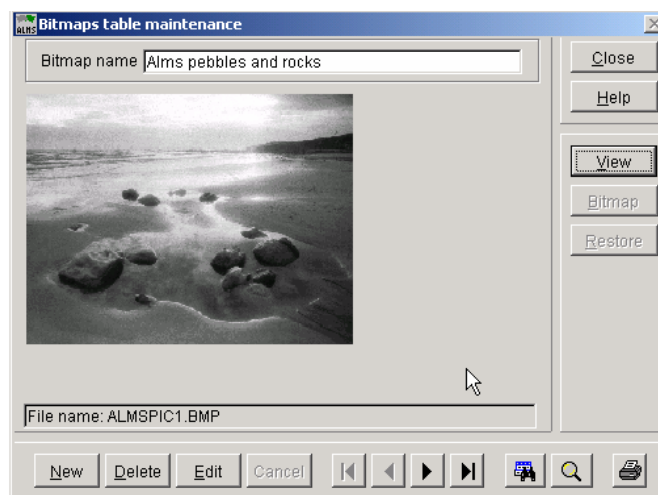 ALMS Bitmaps table maintenance
Bitmap name Alms pebbles and rocks
Close
Help
View
Bitmap
Restore
File name: ALMSPIC1.BMP
New Delete Edit Cancel